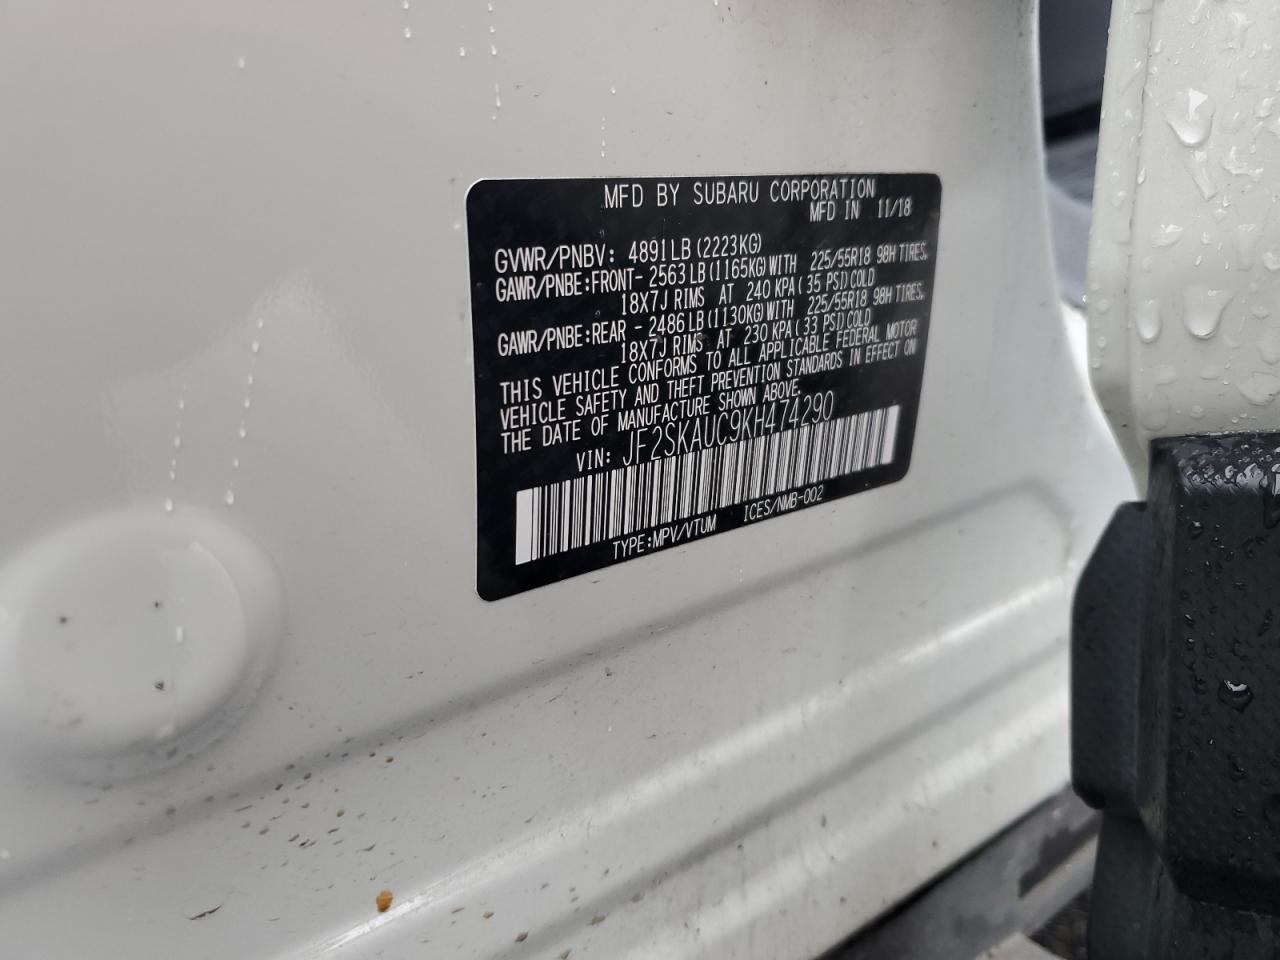 MFD BY SUBARU CORPORATION
MFD IN 11/18
GVWR/PNBV: 4891LB(2223KG)
GAWR/PNBE:FRONT-2563LB(1165KG)WITH 225/55R18 98H TIRES,
18X7J RIMS AT 240 KPA(35 PSI)COLD
GAWR/PNBE:REAR -2486LB(1130KG)WITH 225/55R18 98H TIRES,
18X7J RIMS AT 230 KPA(33 PSI)COLD
THIS VEHICLE CONFORMS TO ALL APPLICABLE FEDERAL MOTOR
VEHICLE SAFETY AND THEFT PREVENTION STANDARDS IN EFFECT ON
THE DATE OF MANUFACTURE SHOWN ABOVE.
VIN: JF2SKAUC9KH474290
TYPE:MPV/VTUM ICES/NMB-002